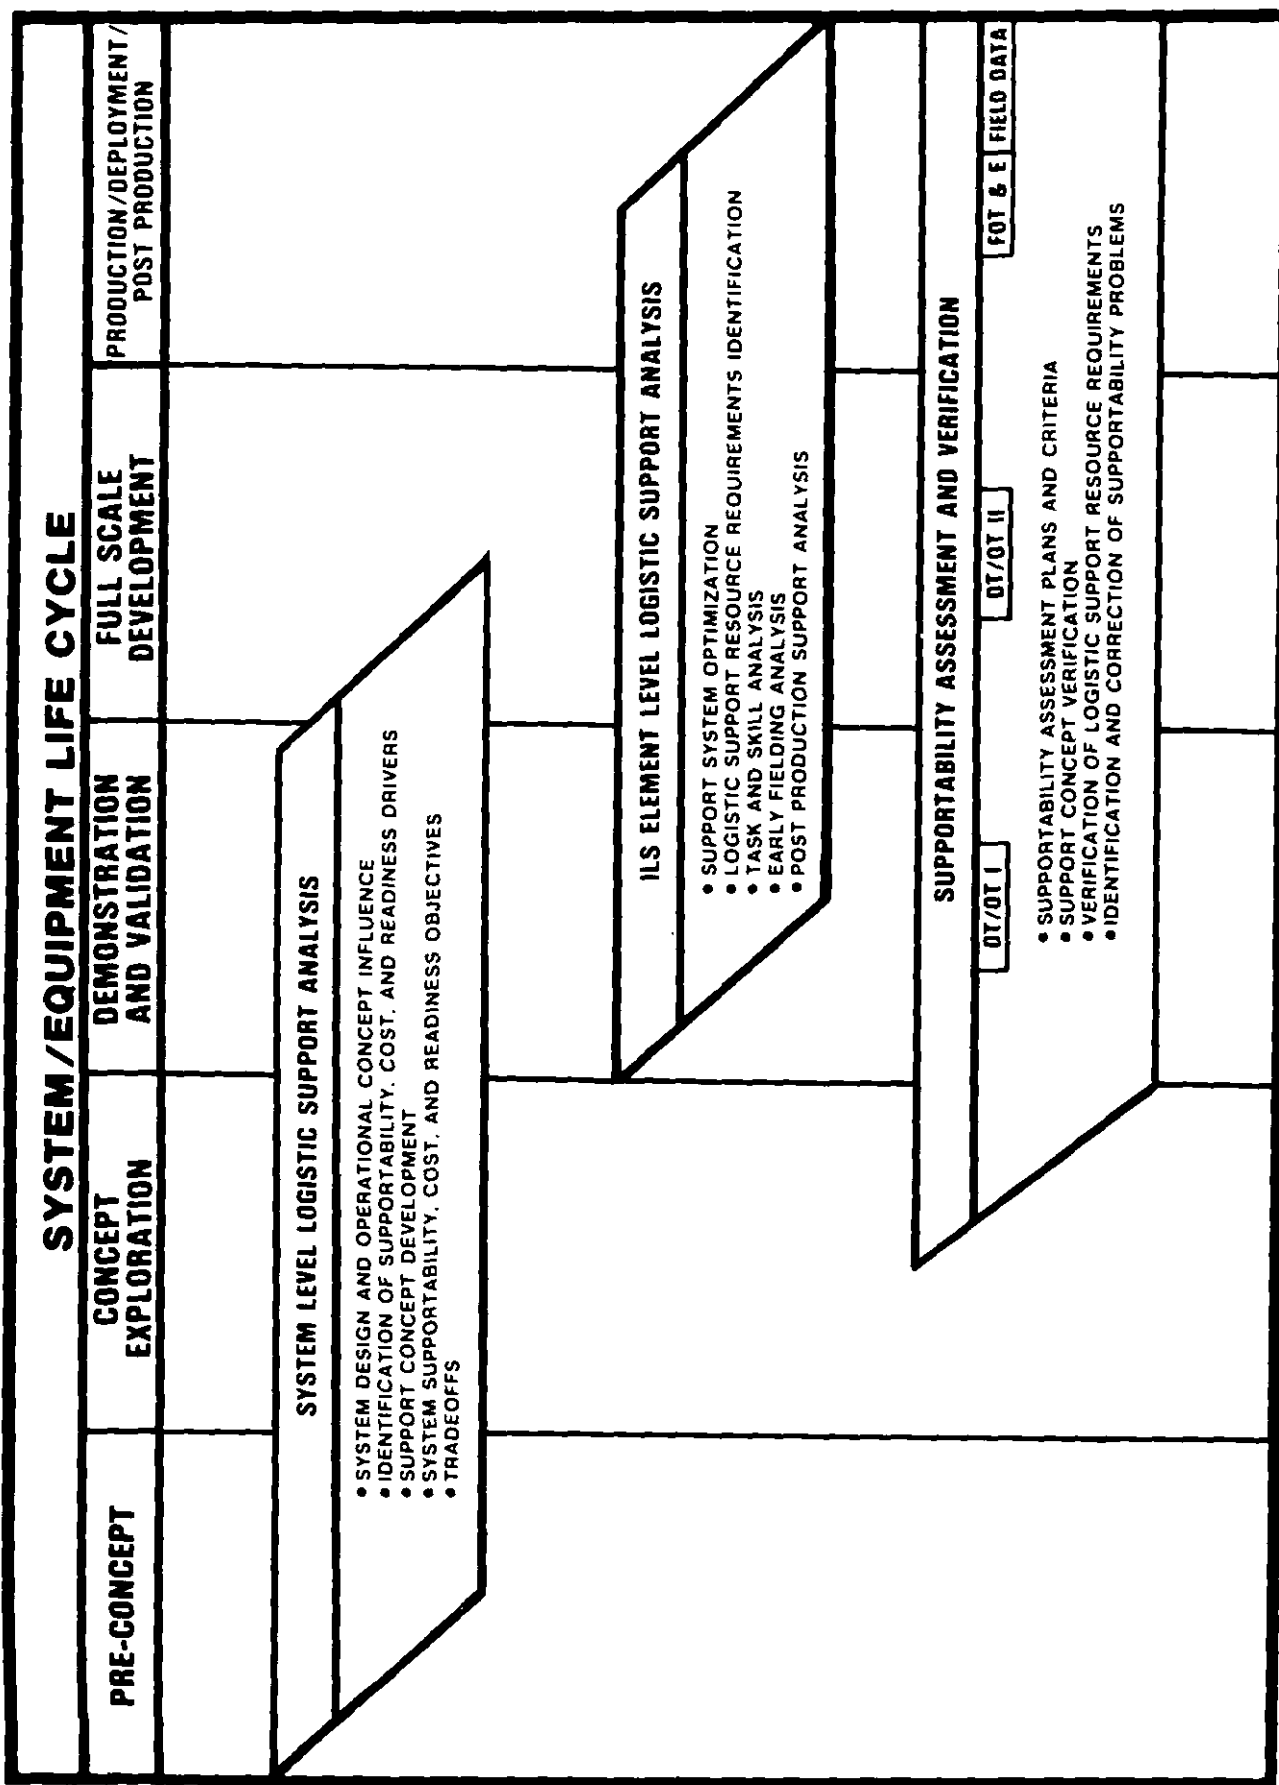 SYSTEM/EQUIPMENT LIFE CYCLE
PRE-CONCEPT
CONCEPT
EXPLORATION
DEMONSTRATION
AND VALIDATION
FULL SCALE
DEVELOPMENT
PRODUCTION/DEPLOYMENT/
POST PRODUCTION
SYSTEM LEVEL LOGISTIC SUPPORT ANALYSIS
• SYSTEM DESIGN AND OPERATIONAL CONCEPT INFLUENCE
• IDENTIFICATION OF SUPPORTABILITY, COST, AND READINESS DRIVERS
• SUPPORT CONCEPT DEVELOPMENT
• SYSTEM SUPPORTABILITY, COST, AND READINESS OBJECTIVES
• TRADEOFFS
ILS ELEMENT LEVEL LOGISTIC SUPPORT ANALYSIS
• SUPPORT SYSTEM OPTIMIZATION
• LOGISTIC SUPPORT RESOURCE REQUIREMENTS IDENTIFICATION
• TASK AND SKILL ANALYSIS
• EARLY FIELDING ANALYSIS
• POST PRODUCTION SUPPORT ANALYSIS
SUPPORTABILITY ASSESSMENT AND VERIFICATION
DT/OT I
DT/OT II
FOT & E
FIELD DATA
• SUPPORTABILITY ASSESSMENT PLANS AND CRITERIA
• SUPPORT CONCEPT VERIFICATION
• VERIFICATION OF LOGISTIC SUPPORT RESOURCE REQUIREMENTS
• IDENTIFICATION AND CORRECTION OF SUPPORTABILITY PROBLEMS